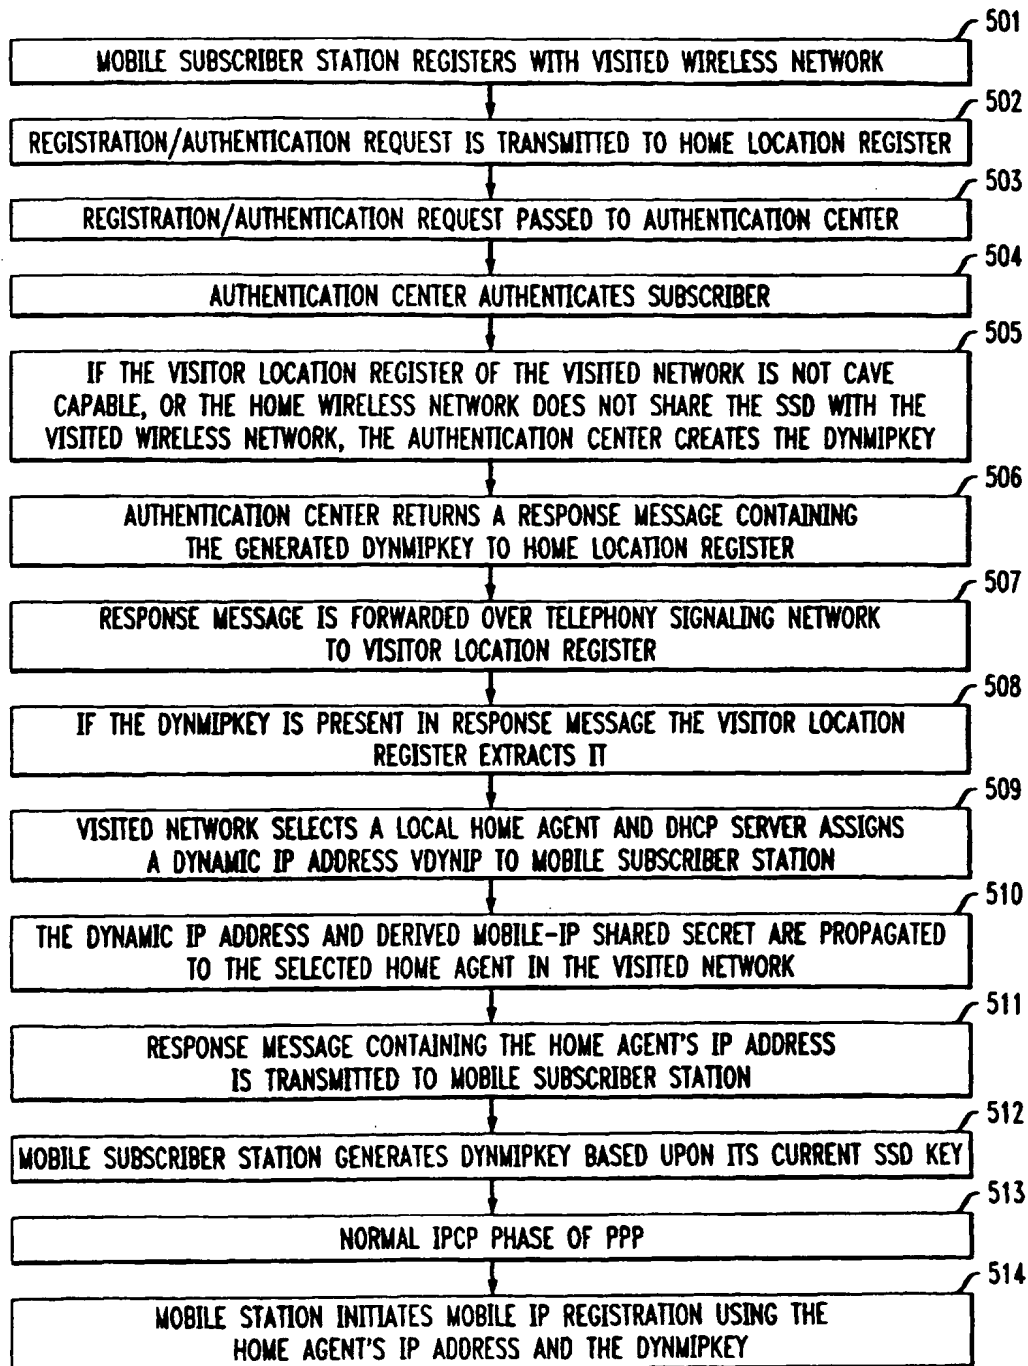 501
MOBILE SUBSCRIBER STATION REGISTERS WITH VISITED WIRELESS NETWORK
502
REGISTRATION/AUTHENTICATION REQUEST IS TRANSMITTED TO HOME LOCATION REGISTER
503
REGISTRATION/AUTHENTICATION REQUEST PASSED TO AUTHENTICATION CENTER
504
AUTHENTICATION CENTER AUTHENTICATES SUBSCRIBER
505
IF THE VISITOR LOCATION REGISTER OF THE VISITED NETWORK IS NOT CAVE
CAPABLE, OR THE HOME WIRELESS NETWORK DOES NOT SHARE THE SSD WITH THE
VISITED WIRELESS NETWORK, THE AUTHENTICATION CENTER CREATES THE DYNMIPKEY
506
AUTHENTICATION CENTER RETURNS A RESPONSE MESSAGE CONTAINING
THE GENERATED DYNMIPKEY TO HOME LOCATION REGISTER
507
RESPONSE MESSAGE IS FORWARDED OVER TELEPHONY SIGNALING NETWORK
TO VISITOR LOCATION REGISTER
508
IF THE DYNMIPKEY IS PRESENT IN RESPONSE MESSAGE THE VISITOR LOCATION
REGISTER EXTRACTS IT
509
VISITED NETWORK SELECTS A LOCAL HOME AGENT AND DHCP SERVER ASSIGNS
A DYNAMIC IP ADDRESS VDYNIP TO MOBILE SUBSCRIBER STATION
510
THE DYNAMIC IP ADDRESS AND DERIVED MOBILE-IP SHARED SECRET ARE PROPAGATED
TO THE SELECTED HOME AGENT IN THE VISITED NETWORK
511
RESPONSE MESSAGE CONTAINING THE HOME AGENT'S IP ADDRESS
IS TRANSMITTED TO MOBILE SUBSCRIBER STATION
512
MOBILE SUBSCRIBER STATION GENERATES DYNMIPKEY BASED UPON ITS CURRENT SSD KEY
513
NORMAL IPCP PHASE OF PPP
514
MOBILE STATION INITIATES MOBILE IP REGISTRATION USING THE
HOME AGENT'S IP ADDRESS AND THE DYNMIPKEY